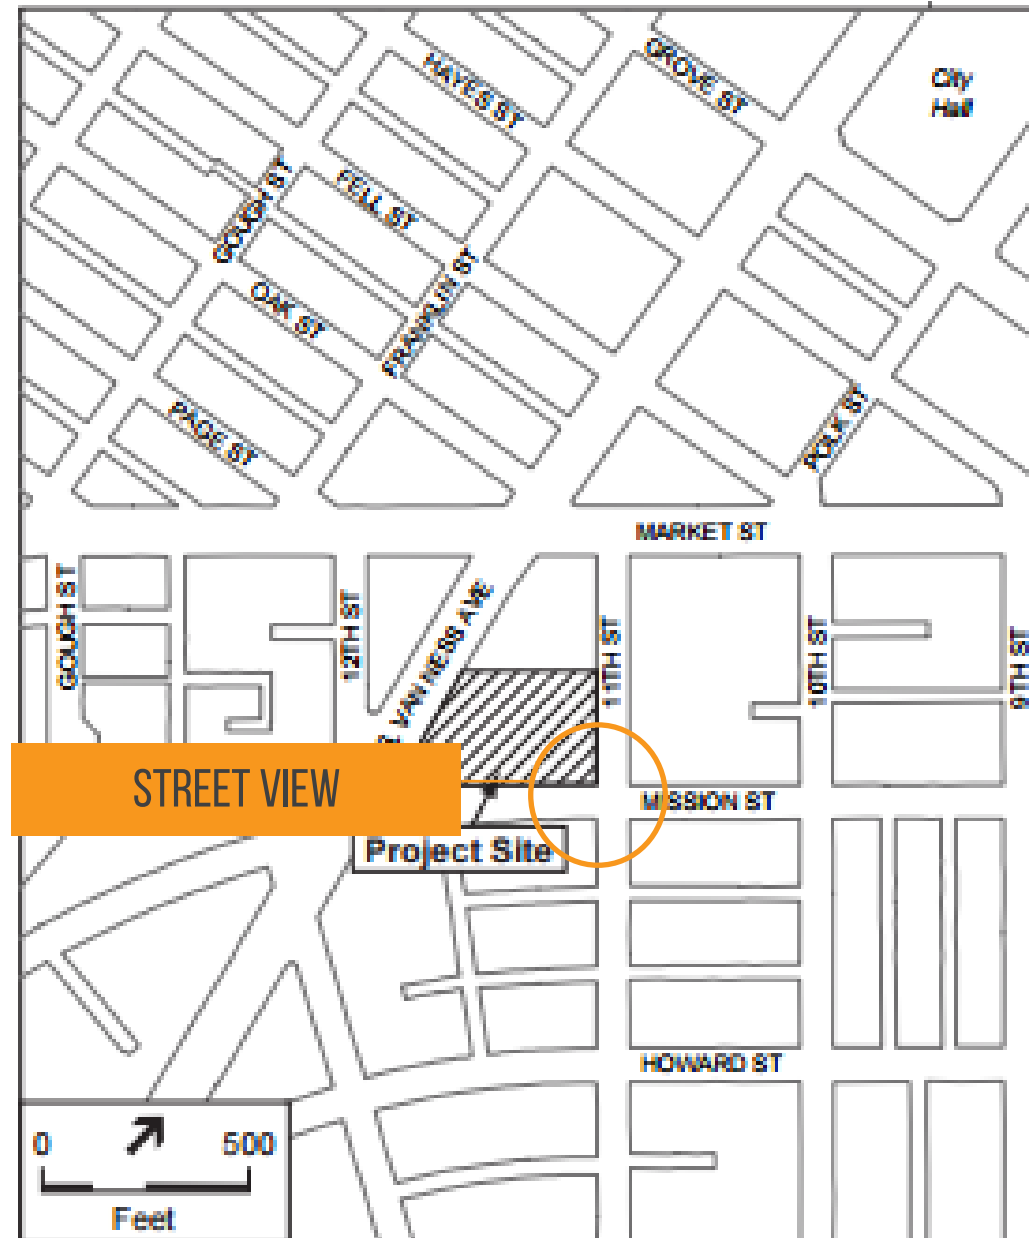 HAYES ST
GROVE ST
City
Hall
GOUGH ST
FELL ST
OAK ST
FRANKLIN ST
PAGE ST
POLK ST
MARKET ST
GOUGH ST
12TH ST
VAN NESS AVE
11TH ST
10TH ST
9TH ST
STREET VIEW
MISSION ST
Project Site
HOWARD ST
0 500
Feet